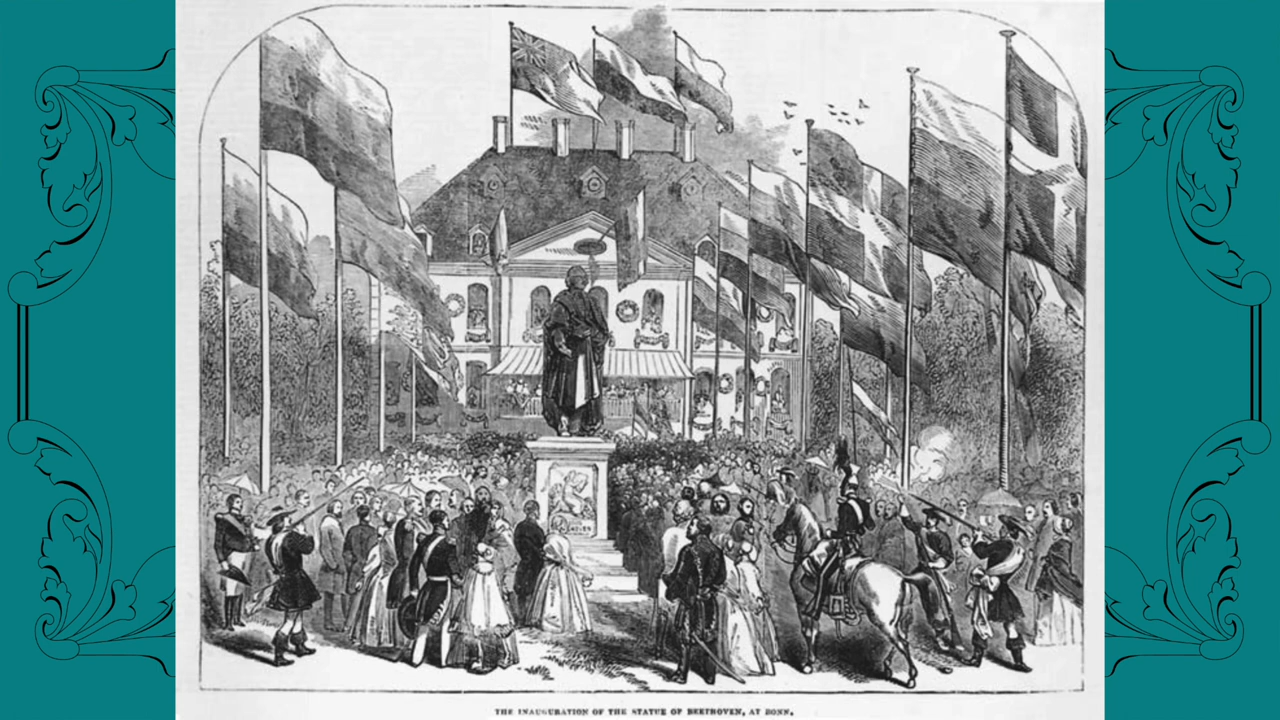 THE INAUGURATION OF THE STATUE OF BEETHOVEN, AT BONN.